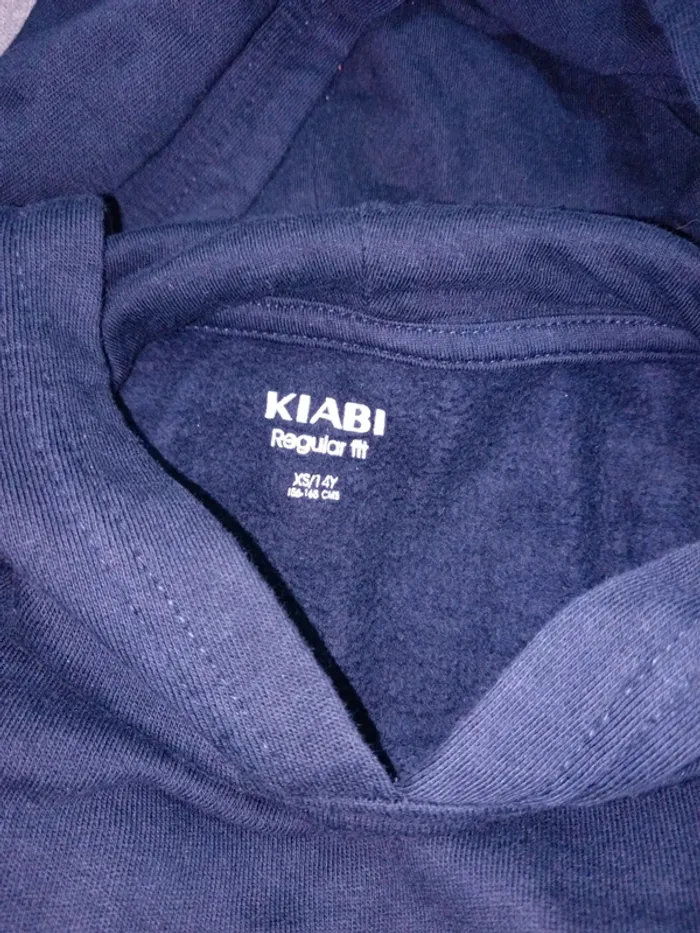 KIABI
Regular fit
XS/14Y
156-168 CMS